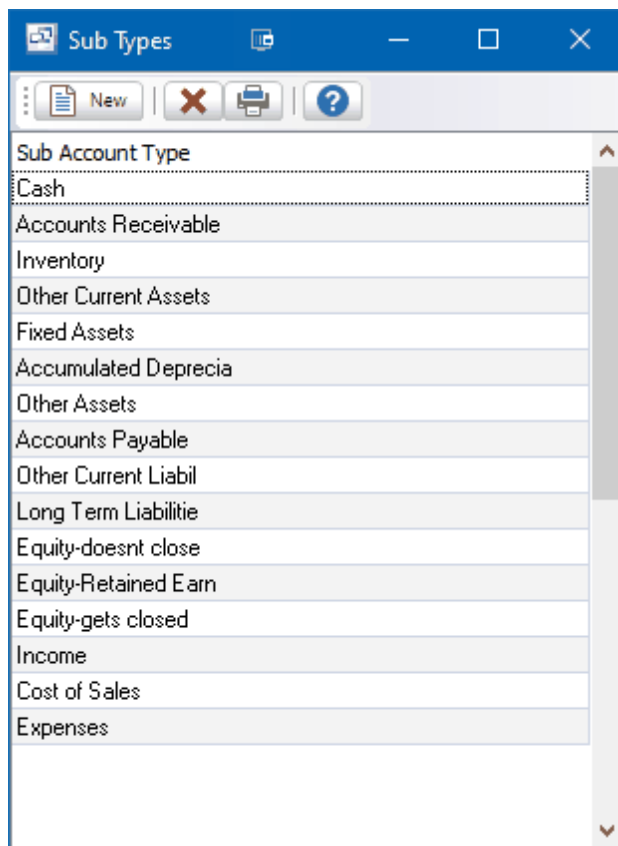 Sub Types
New
Sub Account Type
Cash
Accounts Receivable
Inventory
Other Current Assets
Fixed Assets
Accumulated Deprecia
Other Assets
Accounts Payable
Other Current Liabil
Long Term Liabilitie
Equity-doesnt close
Equity-Retained Earn
Equity-gets closed
Income
Cost of Sales
Expenses